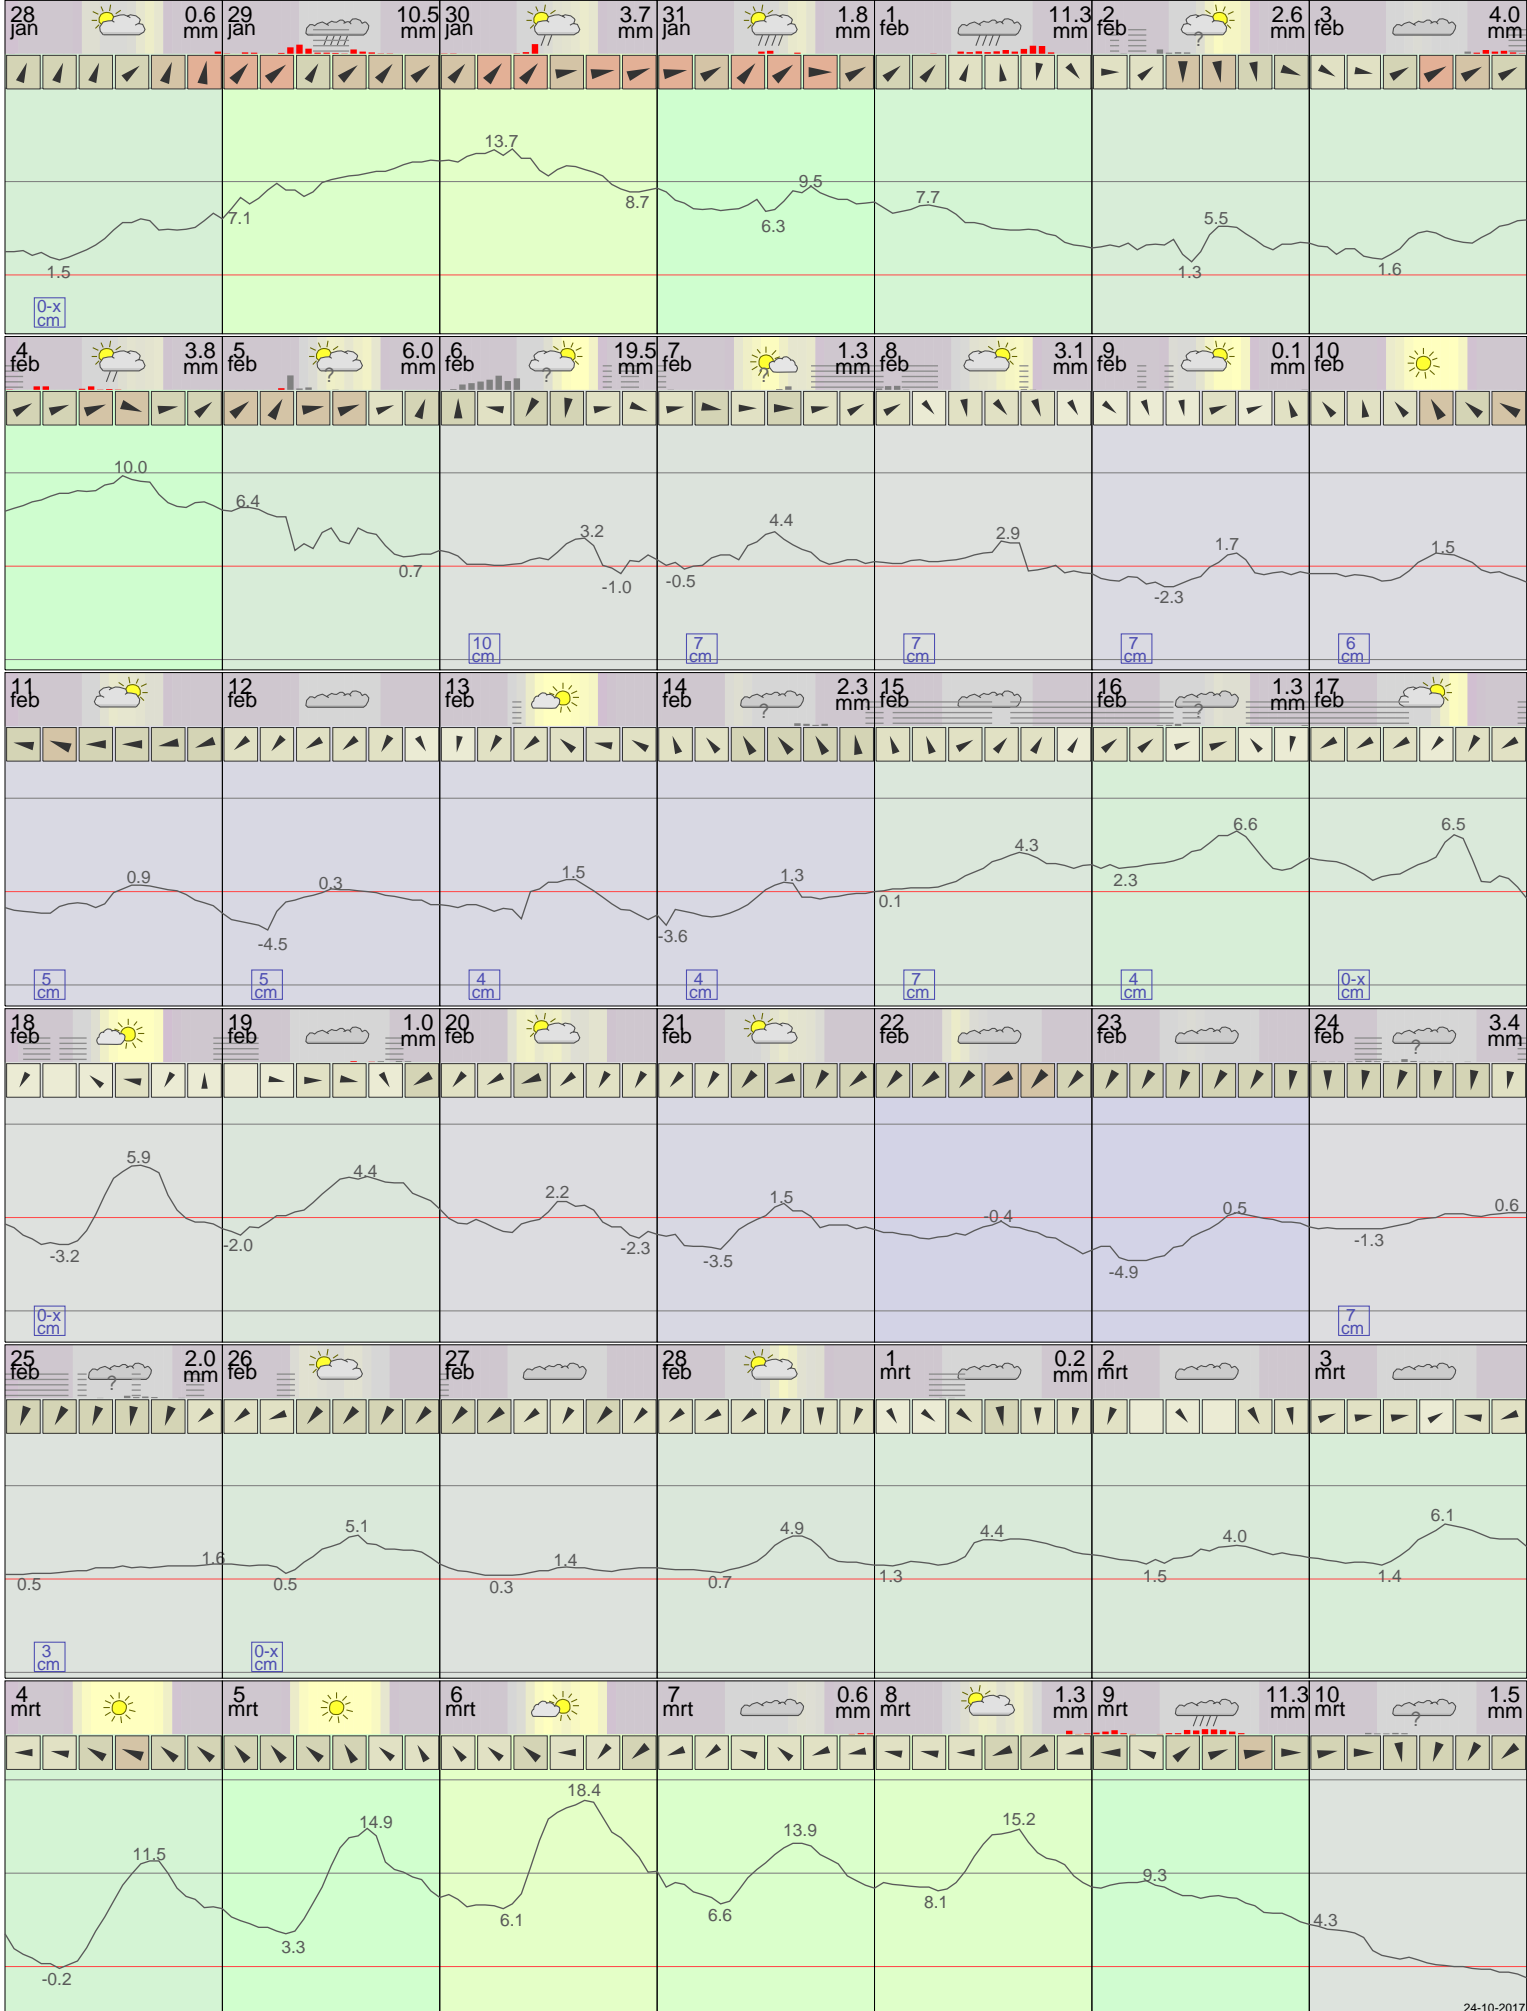 28 jan 0.6 mm
29 jan 10.5 mm
30 jan 3.7 mm
31 jan 1.8 mm
1 feb 11.3
2 feb ? 2.6 mm
3 feb 4.0 mm
1.5
7.1
13.7
8.7
6.3
9.5
7.7
1.3
5.5
1.6
0-x cm
4 feb 3.8 mm
5 feb ? 6.0 mm
6 feb ? 19.5 mm
7 feb ? 1.3 mm
8 feb 3.1 mm
9 feb 0.1 mm
10 feb
10.0
6.4
0.7
3.2
-1.0
-0.5
4.4
2.9
-2.3
1.7
1.5
10 cm
7 cm
7 cm
7 cm
6 cm
11 feb
12 feb
13 feb
14 feb ? 2.3 mm
15 feb
16 feb ? 1.3 mm
17 feb
0.9
-4.5
0.3
1.5
-3.6
1.3
0.1
4.3
2.3
6.6
6.5
5 cm
5 cm
4 cm
4 cm
7 cm
4 cm
0-x cm
18 feb
19 feb 1.0 mm
20 feb
21 feb
22 feb
23 feb
24 feb ? 3.4 mm
-3.2
5.9
-2.0
4.4
2.2
-2.3
-3.5
1.5
-0.4
-4.9
0.5
-1.3
0.6
0-x cm
7 cm
25 feb ? 2.0 mm
26 feb
27 feb
28 feb
1 mrt 0.2 mm
2 mrt
3 mrt
0.5
1.6
0.5
5.1
0.3
1.4
0.7
4.9
1.3
4.4
1.5
4.0
1.4
6.1
3 cm
0-x cm
4 mrt
5 mrt
6 mrt
7 mrt 0.6 mm
8 mrt 1.3 mm
9 mrt 11.3 mm
10 mrt ? 1.5 mm
-0.2
11.5
3.3
14.9
6.1
18.4
6.6
13.9
8.1
15.2
9.3
4.3
24-10-2017